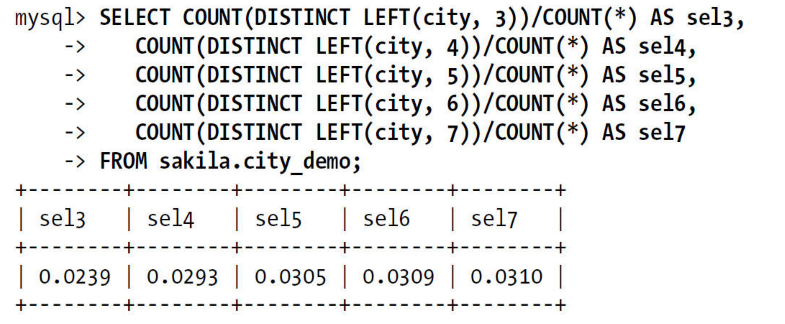 mysql> SELECT COUNT(DISTINCT LEFT(city, 3))/COUNT(*) AS sel3,
    ->    COUNT(DISTINCT LEFT(city, 4))/COUNT(*) AS sel4,
    ->    COUNT(DISTINCT LEFT(city, 5))/COUNT(*) AS sel5,
    ->    COUNT(DISTINCT LEFT(city, 6))/COUNT(*) AS sel6,
    ->    COUNT(DISTINCT LEFT(city, 7))/COUNT(*) AS sel7
    -> FROM sakila.city_demo;
+--------+--------+--------+--------+--------+
| sel3   | sel4   | sel5   | sel6   | sel7   |
+--------+--------+--------+--------+--------+
| 0.0239 | 0.0293 | 0.0305 | 0.0309 | 0.0310 |
+--------+--------+--------+--------+--------+